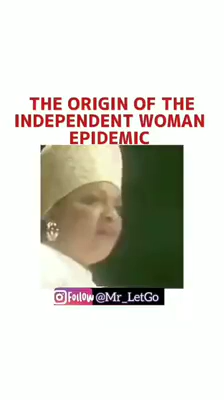 THE ORIGIN OF THE
INDEPENDENT WOMAN
EPIDEMIC
Follow @Mr_LetGo